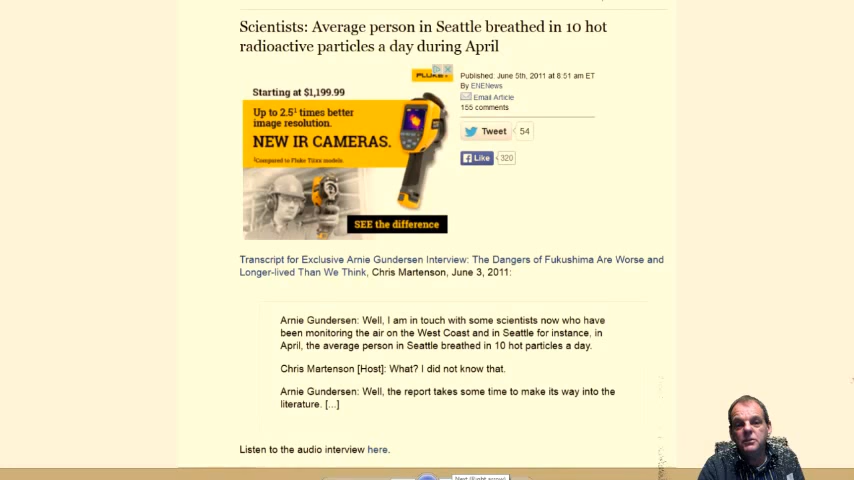 Scientists: Average person in Seattle breathed in 10 hot
radioactive particles a day during April
FLUKE
Starting at $1,199.99
Up to 2.5¹ times better
image resolution.
NEW IR CAMERAS.
¹Compared to Fluke TiXxx models.
SEE the difference
Published: June 5th, 2011 at 8:51 am ET
By ENENews
Email Article
155 comments
Tweet 54
Like 320
Transcript for Exclusive Arnie Gundersen Interview: The Dangers of Fukushima Are Worse and
Longer-lived Than We Think, Chris Martenson, June 3, 2011:
Arnie Gundersen: Well, I am in touch with some scientists now who have
been monitoring the air on the West Coast and in Seattle for instance, in
April, the average person in Seattle breathed in 10 hot particles a day.
Chris Martenson [Host]: What? I did not know that.
Arnie Gundersen: Well, the report takes some time to make its way into the
literature. [...]
Listen to the audio interview here.
Next (Right arrow)